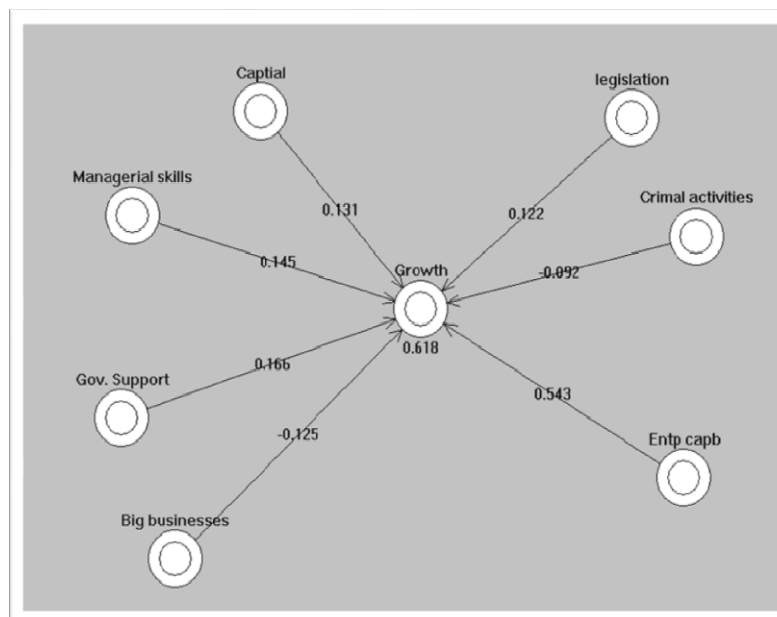 Captial
legislation
Managerial skills
Crimal activities
0.131
0.122
0.145
Growth
-0.092
0.618
Gov. Support
0.166
0.543
-0.125
Entp capb
Big businesses